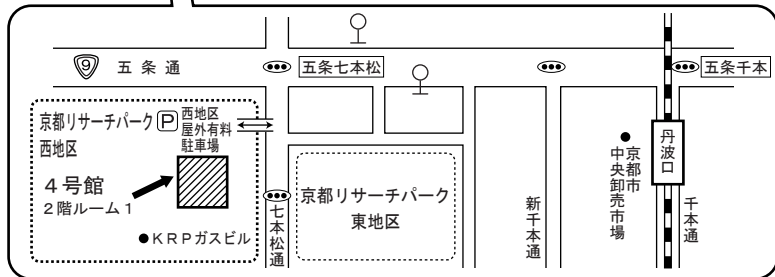 9
五条通
五条七本松
五条千本
京都リサーチパーク
西地区
P
西地区
屋外有料
駐車場
4号館
2階ルーム1
●KRPガスビル
七本松通
京都リサーチパーク
東地区
新千本通
●京都市
中央卸売市場
丹波口
千本通